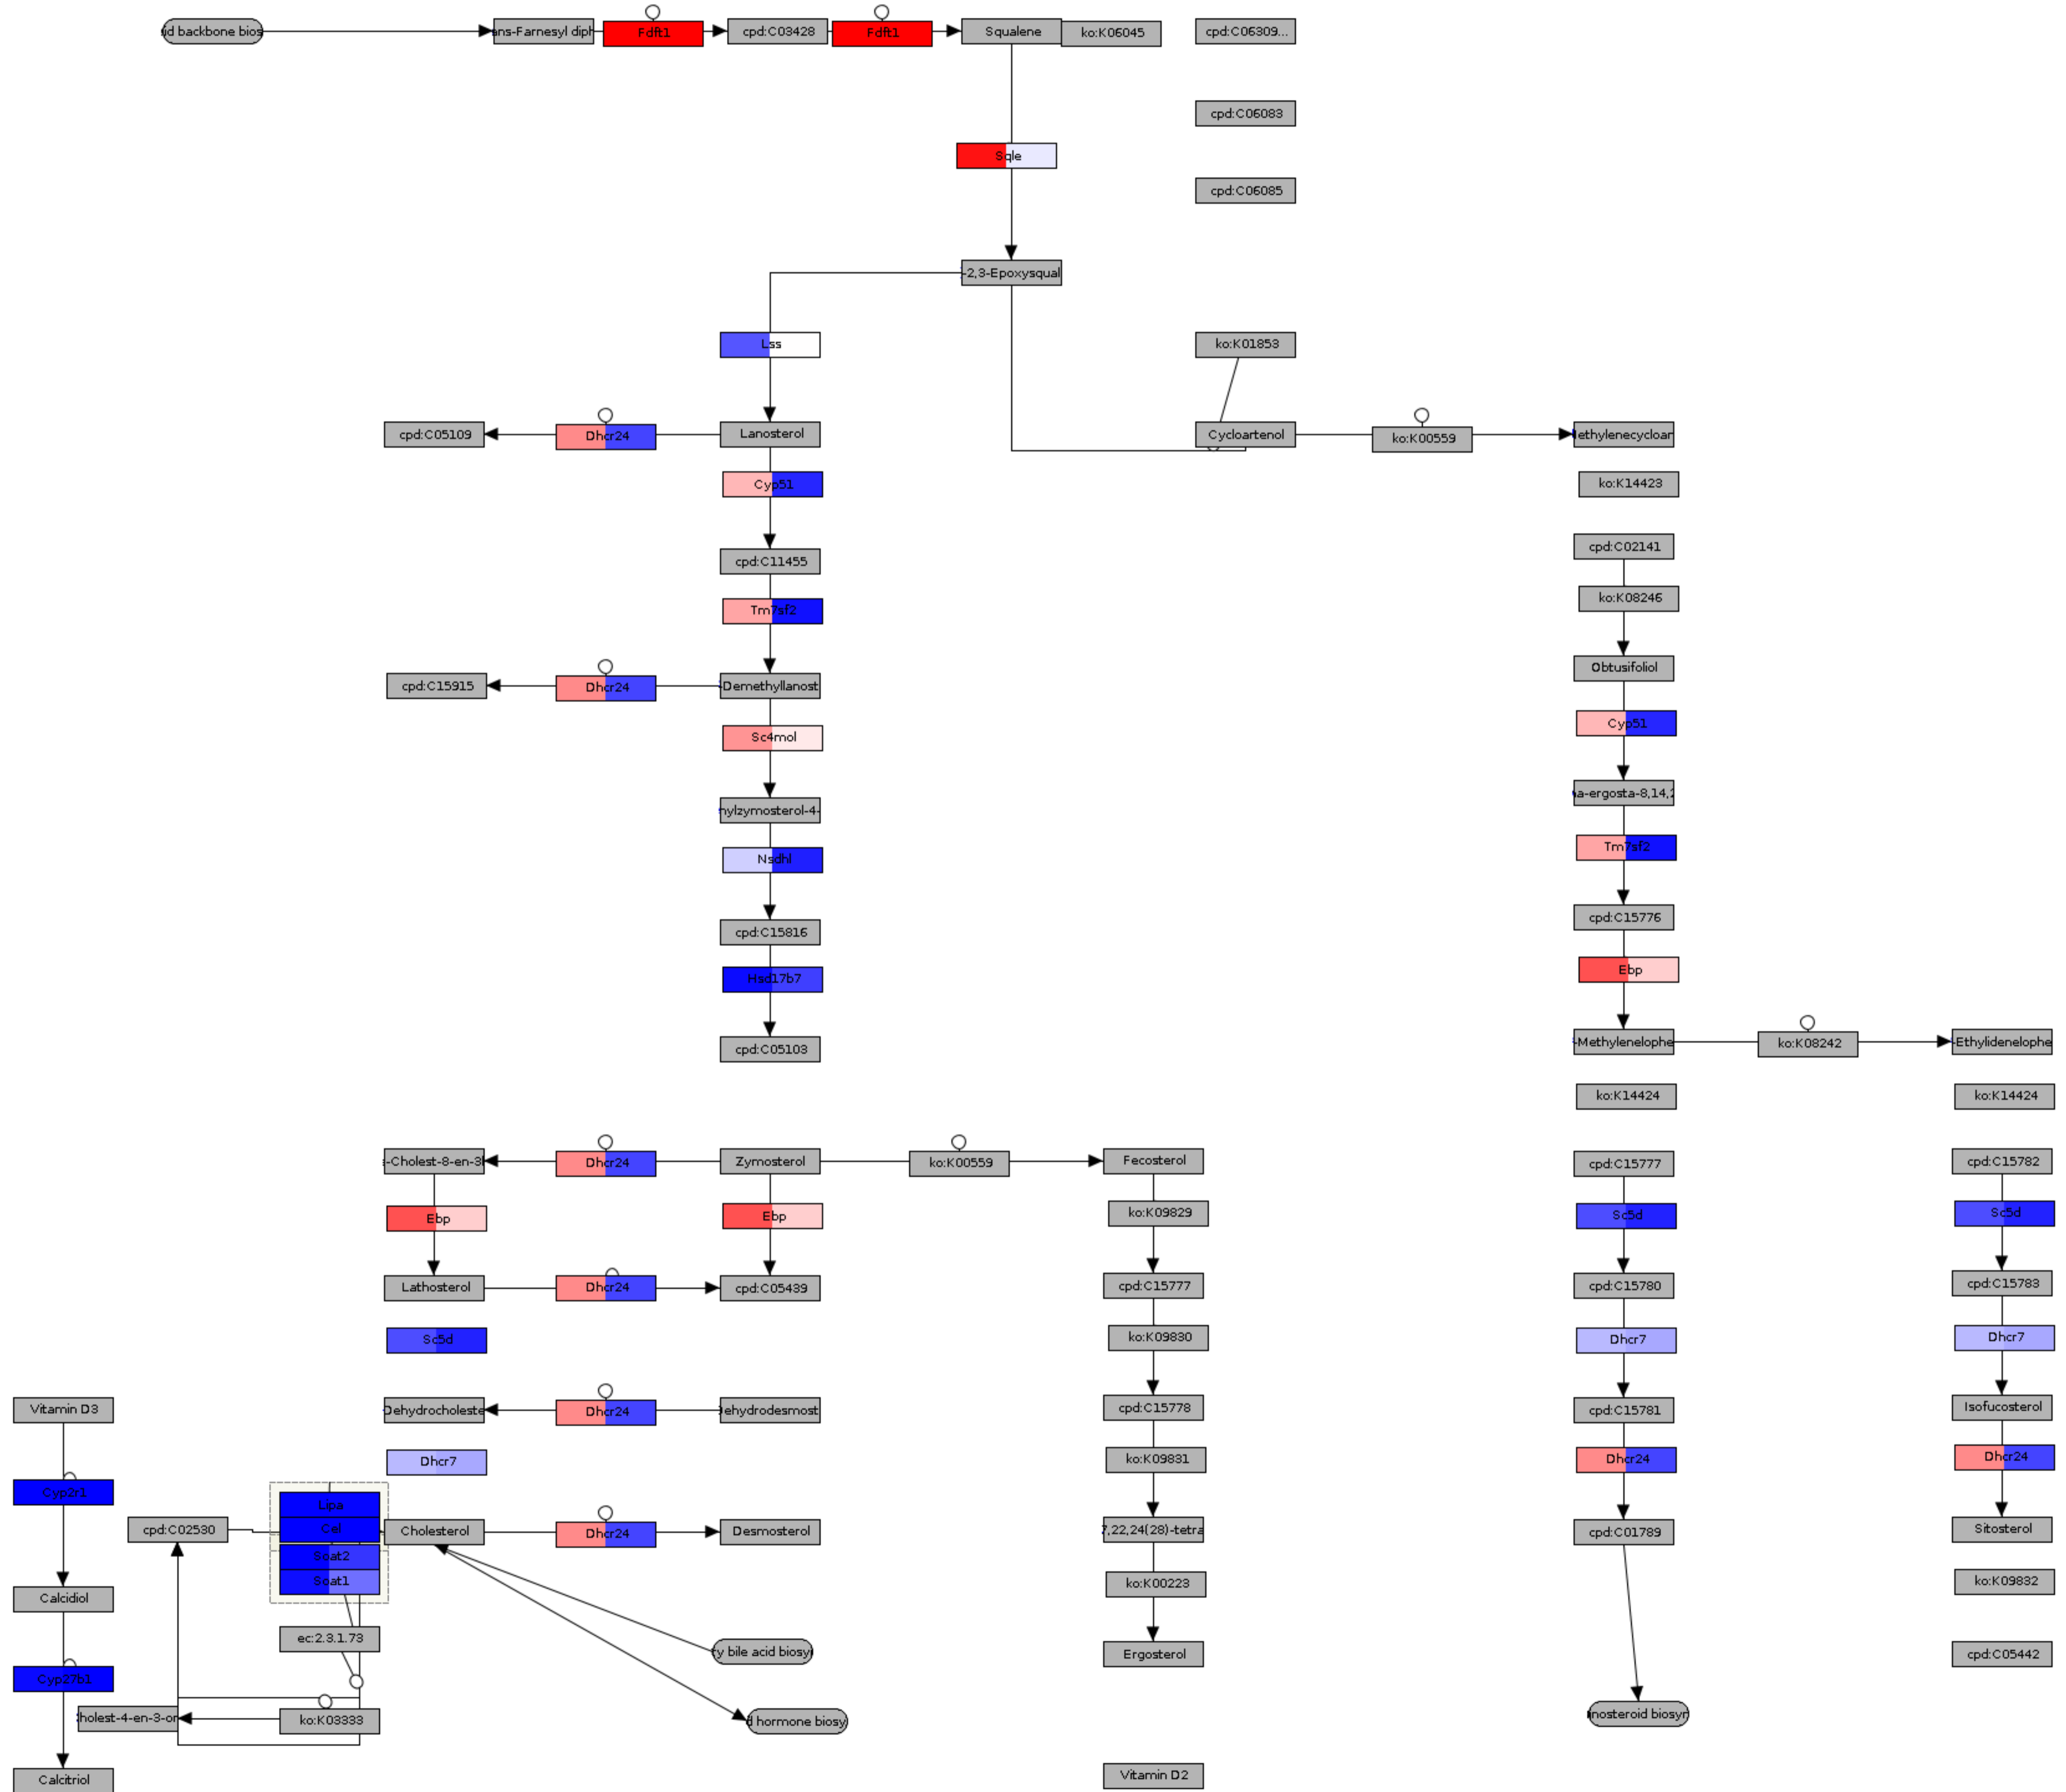 d backbone bios
ans-Farnesyl diph
Fdft1
cpd:C03428
Fdft1
Squalene
ko:K06045
cpd:C06309...
cpd:C06083
Sqle
cpd:C06085
-2,3-Epoxysqual
Lss
ko:K01853
cpd:C05109
Dhcr24
Lanosterol
Cycloartenol
ko:K00559
lethylenecycloar
Cyp51
ko:K14423
cpd:C11455
cpd:C02141
Tm7sf2
ko:K08246
cpd:C15915
Dhcr24
-Demethyllanost
Obtusifoliol
Sc4mol
Cyp51
nylzymosterol-4-
na-ergosta-8,14,2
Nsdhl
Tm7sf2
cpd:C15816
cpd:C15776
Hsd17b7
Ebp
cpd:C05103
-Methylenelophe
ko:K08242
-Ethylidenelophe
ko:K14424
ko:K14424
-Cholest-8-en-3
Dhcr24
Zymosterol
ko:K00559
Fecosterol
cpd:C15777
cpd:C15782
Ebp
Ebp
ko:K09829
Sc5d
Sc5d
Lathosterol
Dhcr24
cpd:C05439
cpd:C15777
cpd:C15780
cpd:C15783
Sc5d
ko:K09830
Dhcr7
Dhcr7
Vitamin D3
Dehydrocholeste
Dhcr24
ehydrodesmost
cpd:C15778
cpd:C15781
Isofucosterol
Dhcr7
ko:K09831
Dhcr24
Dhcr24
Cyp2r1
Lipa
Cel
cpd:C02530
Cholesterol
Dhcr24
Desmosterol
7,22,24(28)-tetra
cpd:C01789
Sitosterol
Soat2
Soat1
Calcidiol
ko:K00223
ko:K09832
ec:2.3.1.73
ry bile acid biosy
Ergosterol
cpd:C05442
Cyp27b1
holest-4-en-3-or
ko:K03333
d hormone biosy
nosteroid biosyr
Calcitriol
Vitamin D2